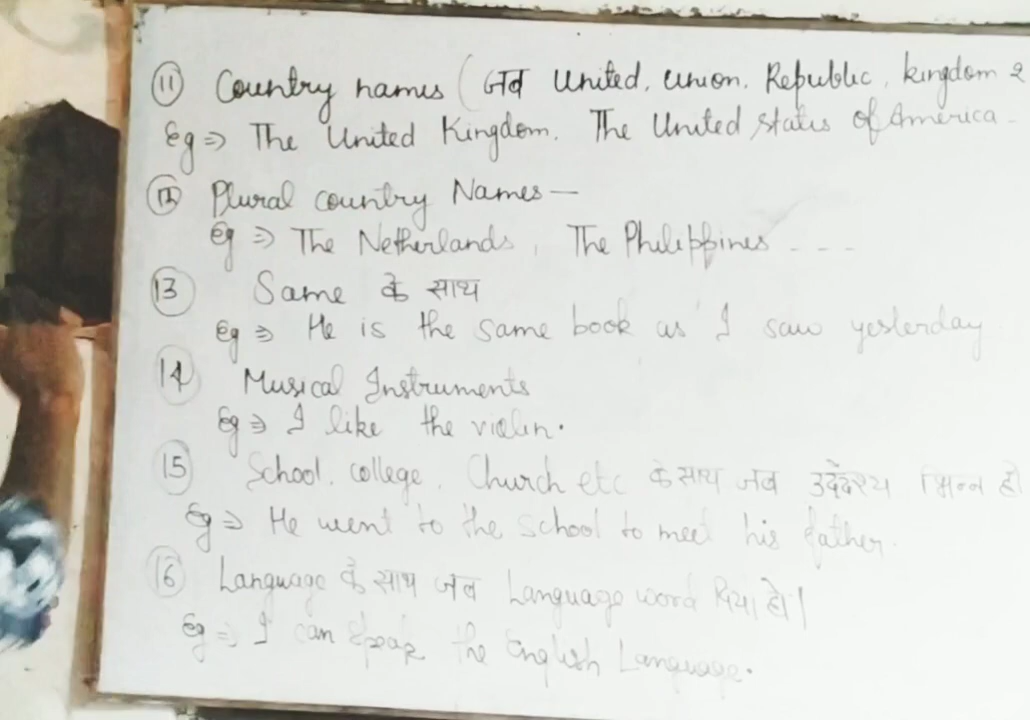 ⑪ Country names (जब United, union, Republic, kingdom
Eg ⇒ The United Kingdom. The United states of America -
⑫ Plural country Names —
Eg ⇒ The Netherlands, The Philippines - - -
⑬ Same के साथ
Eg ⇒ He is the same book as I saw yesterday
⑭ Musical Instruments
Eg ⇒ I like the violin.
⑮ School, college, Church etc के साथ जब उद्देश्य भिन्न हो
Eg ⇒ He went to the School to meet his father.
⑯ Language के साथ जब Language word दिया हो।
Eg ⇒ I can speak the English Language.